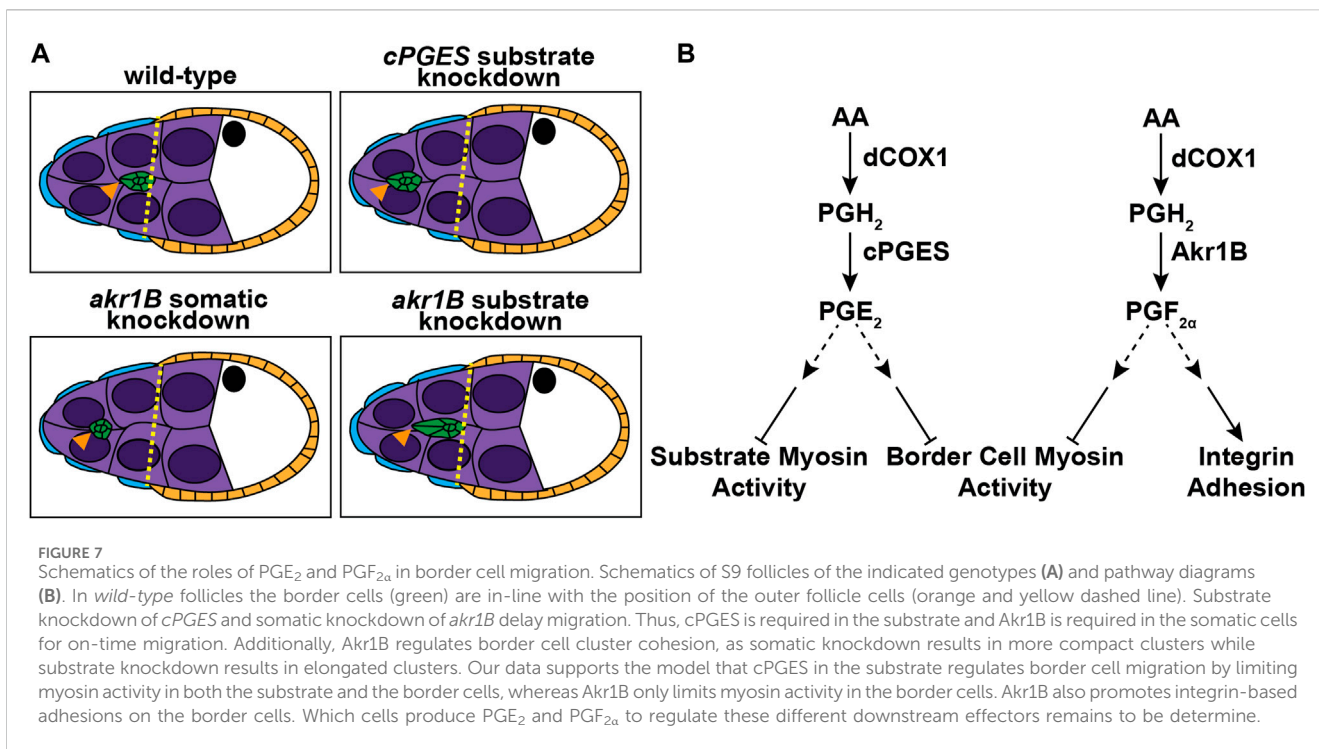 A
B
wild-type
cPGES substrate
knockdown
akr1B somatic
knockdown
akr1B substrate
knockdown
AA
dCOX1
PGH2
cPGES
PGE2
Substrate Myosin
Activity
Border Cell Myosin
Activity
AA
dCOX1
PGH2
Akr1B
PGF2α
Integrin
Adhesion
FIGURE 7
Schematics of the roles of PGE2 and PGF2α in border cell migration. Schematics of S9 follicles of the indicated genotypes (A) and pathway diagrams
(B). In wild-type follicles the border cells (green) are in-line with the position of the outer follicle cells (orange and yellow dashed line). Substrate
knockdown of cPGES and somatic knockdown of akr1B delay migration. Thus, cPGES is required in the substrate and Akr1B is required in the somatic cells
for on-time migration. Additionally, Akr1B regulates border cell cluster cohesion, as somatic knockdown results in more compact clusters while
substrate knockdown results in elongated clusters. Our data supports the model that cPGES in the substrate regulates border cell migration by limiting
myosin activity in both the substrate and the border cells, whereas Akr1B only limits myosin activity in the border cells. Akr1B also promotes integrin-based
adhesions on the border cells. Which cells produce PGE2 and PGF2α to regulate these different downstream effectors remains to be determine.